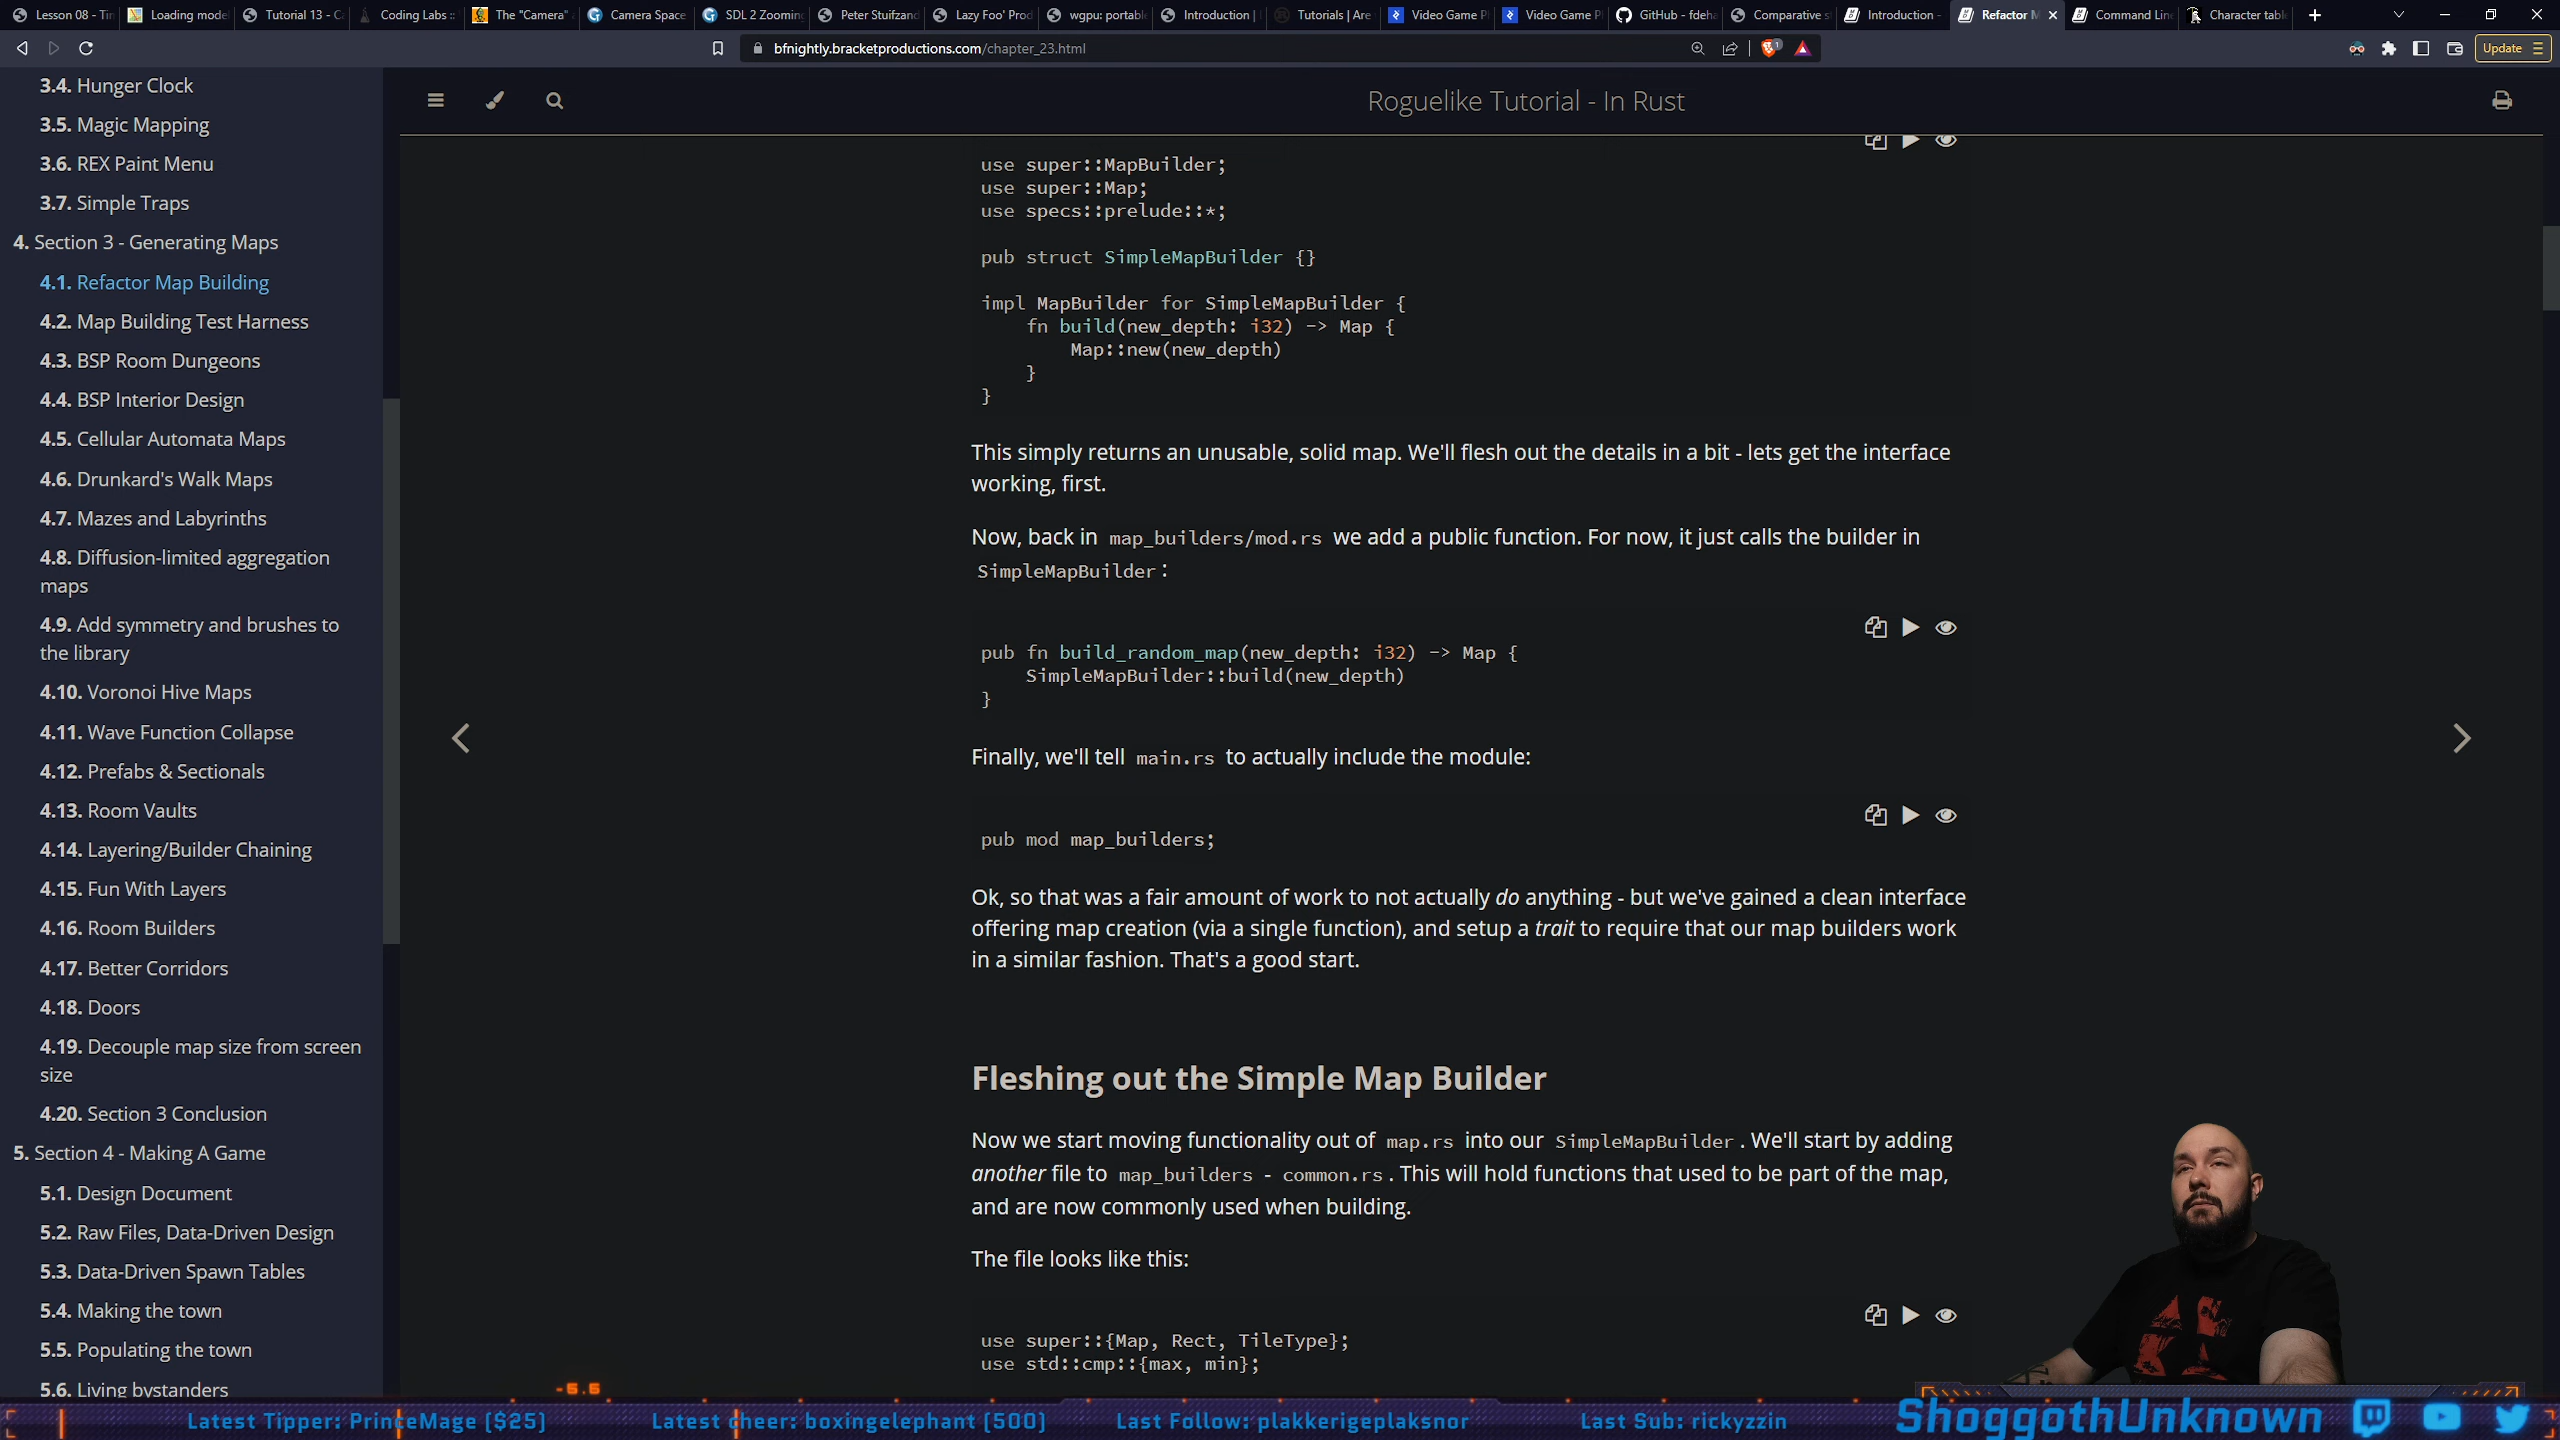 Lesson 08 - Tin
Loading mode
Tutorial 13 - C
Coding Labs ::
The "Camera"
Camera Space
SDL 2 Zooming
Peter Stuifzand
Lazy Foo' Prod
wgpu: portabl
Introduction |
Tutorials | Are
Video Game P
Video Game P
GitHub - fdeha
Comparative s
Introduction -
Refactor M
Command Line
Character tabl
bfnightly.bracketproductions.com/chapter_23.html
Update
3.4. Hunger Clock
3.5. Magic Mapping
3.6. REX Paint Menu
3.7. Simple Traps
4. Section 3 - Generating Maps
4.1. Refactor Map Building
4.2. Map Building Test Harness
4.3. BSP Room Dungeons
4.4. BSP Interior Design
4.5. Cellular Automata Maps
4.6. Drunkard's Walk Maps
4.7. Mazes and Labyrinths
4.8. Diffusion-limited aggregation
maps
4.9. Add symmetry and brushes to
the library
4.10. Voronoi Hive Maps
4.11. Wave Function Collapse
4.12. Prefabs & Sectionals
4.13. Room Vaults
4.14. Layering/Builder Chaining
4.15. Fun With Layers
4.16. Room Builders
4.17. Better Corridors
4.18. Doors
4.19. Decouple map size from screen
size
4.20. Section 3 Conclusion
5. Section 4 - Making A Game
5.1. Design Document
5.2. Raw Files, Data-Driven Design
5.3. Data-Driven Spawn Tables
5.4. Making the town
5.5. Populating the town
5.6. Living bystanders
Roguelike Tutorial - In Rust
use super::MapBuilder;
use super::Map;
use specs::prelude::*;
pub struct SimpleMapBuilder {}
impl MapBuilder for SimpleMapBuilder {
fn build(new_depth: i32) -> Map {
Map::new(new_depth)
}
}
This simply returns an unusable, solid map. We'll flesh out the details in a bit - lets get the interface
working, first.
Now, back in map_builders/mod.rs we add a public function. For now, it just calls the builder in
SimpleMapBuilder:
pub fn build_random_map(new_depth: i32) -> Map {
SimpleMapBuilder::build(new_depth)
}
Finally, we'll tell main.rs to actually include the module:
pub mod map_builders;
Ok, so that was a fair amount of work to not actually do anything - but we've gained a clean interface
offering map creation (via a single function), and setup a trait to require that our map builders work
in a similar fashion. That's a good start.
Fleshing out the Simple Map Builder
Now we start moving functionality out of map.rs into our SimpleMapBuilder. We'll start by adding
another file to map_builders - common.rs. This will hold functions that used to be part of the map,
and are now commonly used when building.
The file looks like this:
use super::{Map, Rect, TileType};
use std::cmp::{max, min};
Latest Tipper: PrinceMage ($25)
Latest cheer: boxingelephant (500)
Last Follow: plakkerigeplaksnor
Last Sub: rickyzzin
ShoggothUnknown